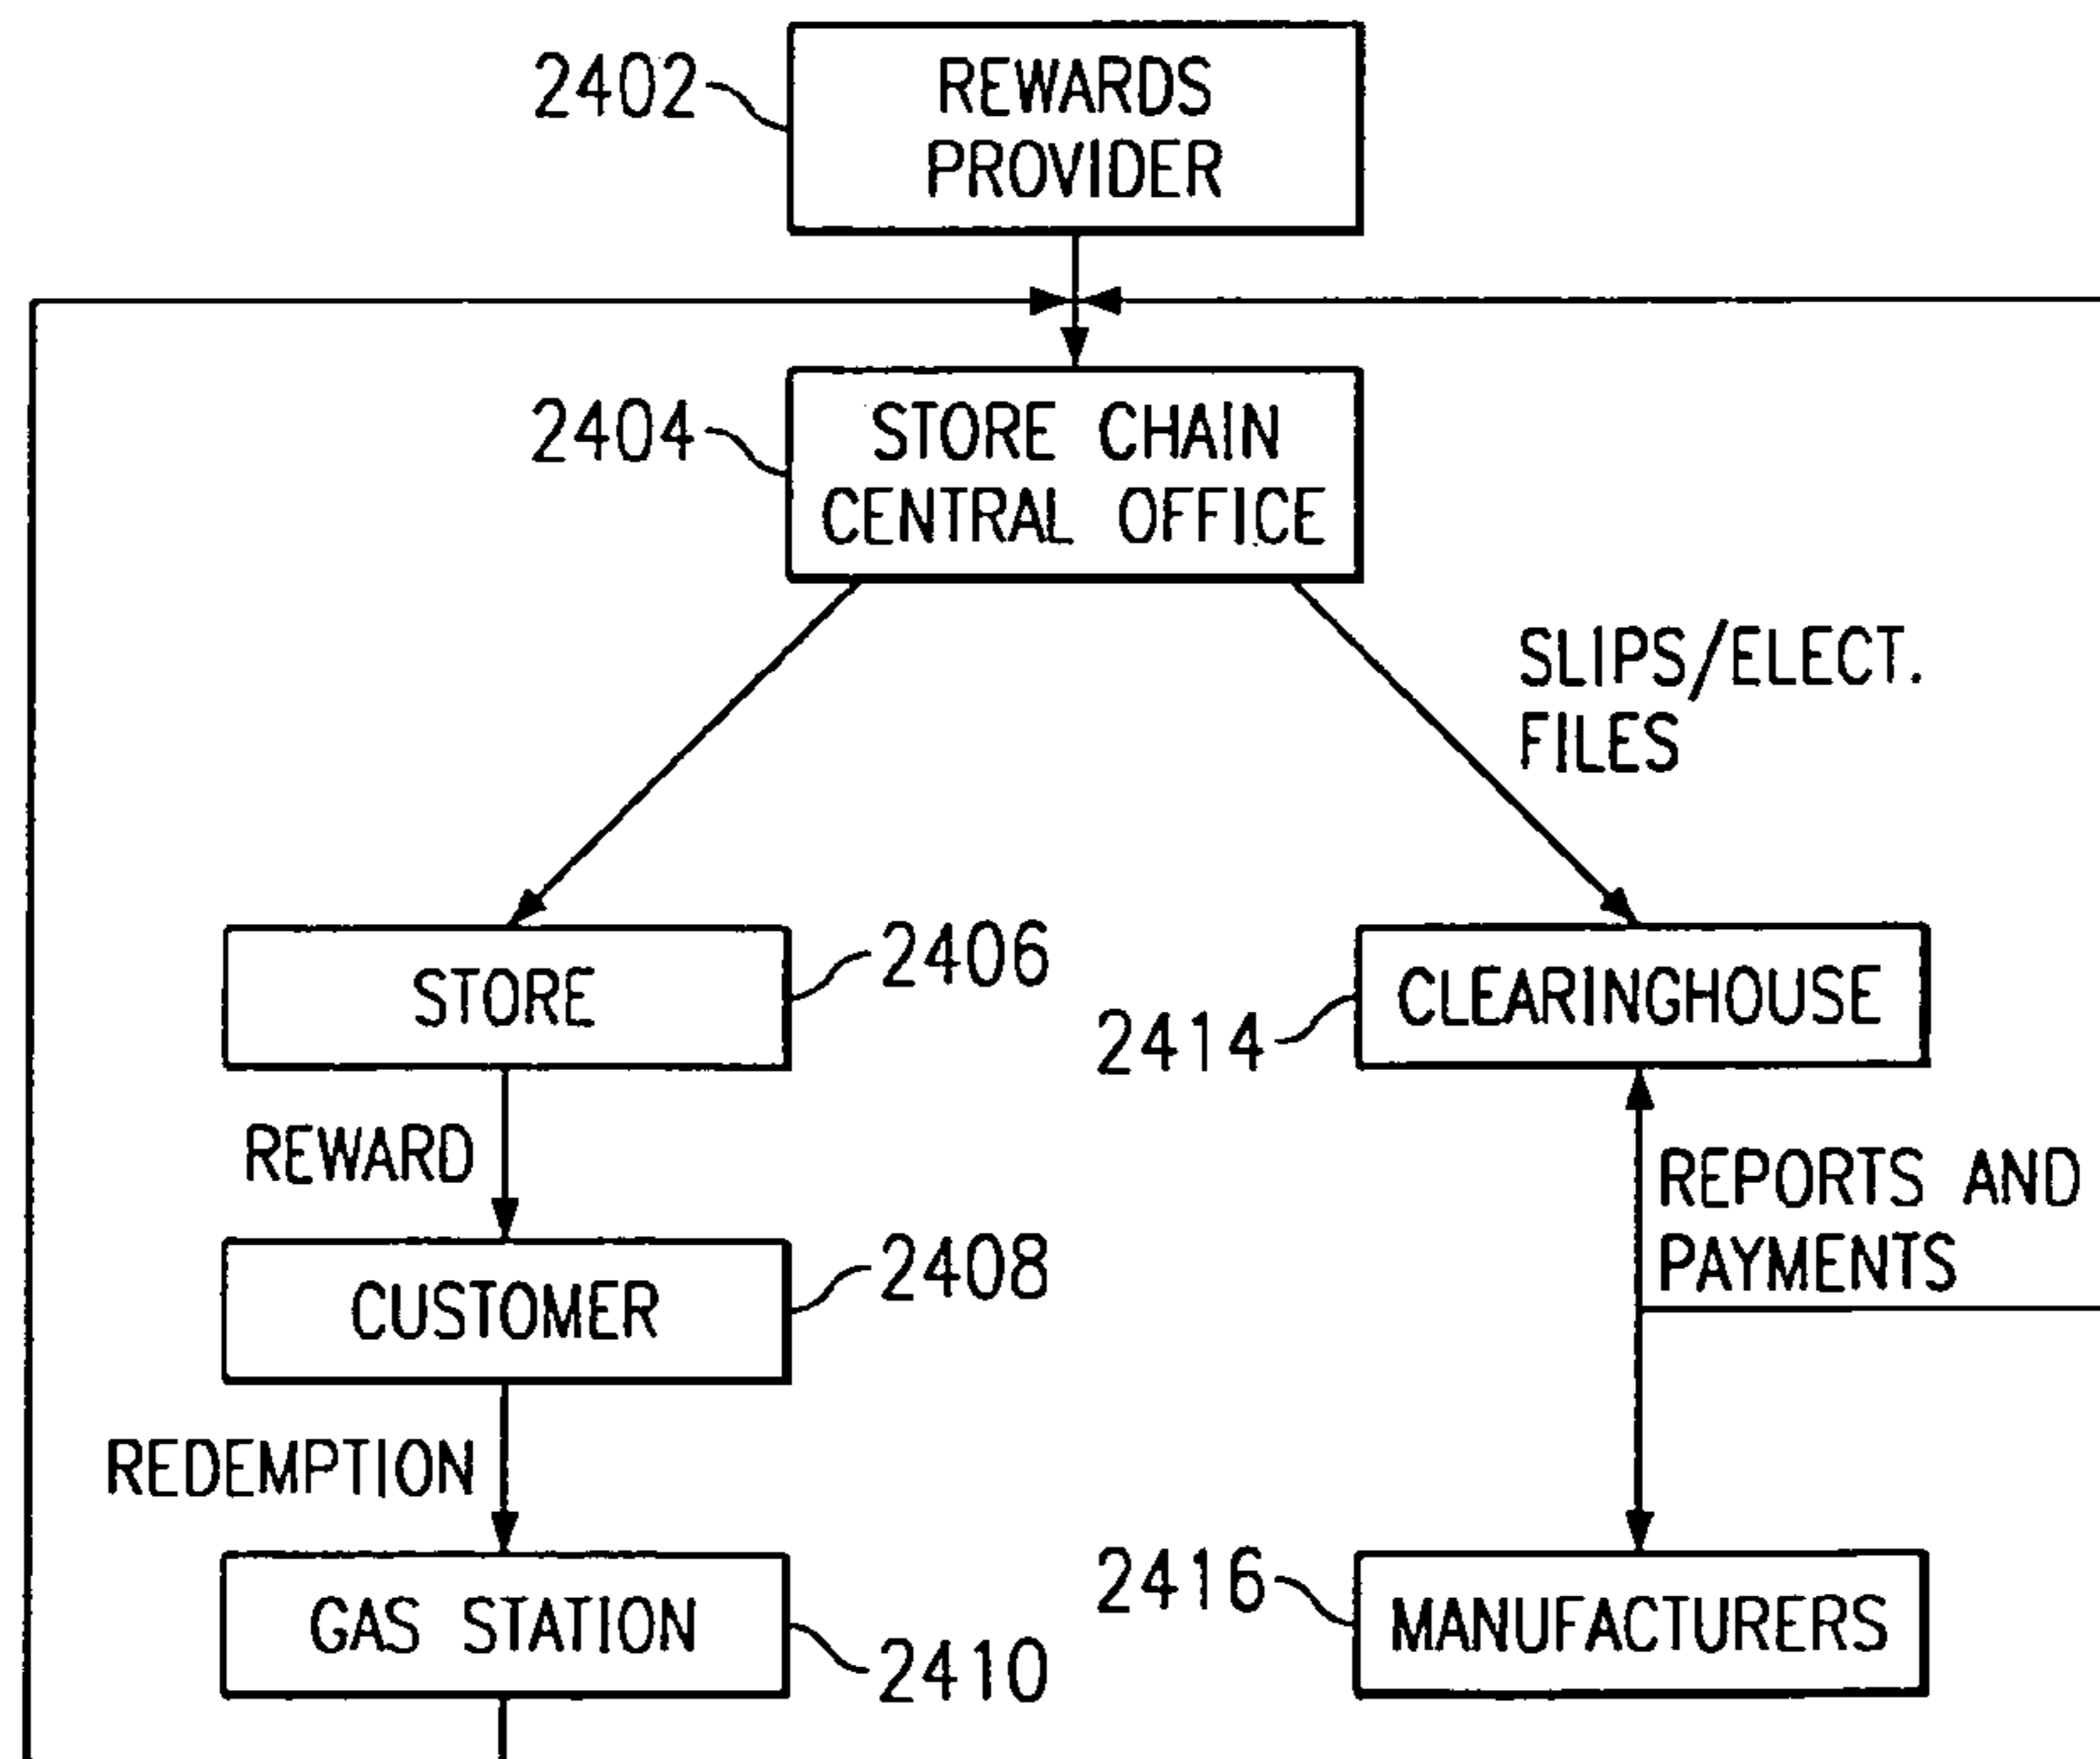 2402
REWARDS
PROVIDER
2404
STORE CHAIN
CENTRAL OFFICE
SLIPS/ELECT.
FILES
STORE
2406
2414
CLEARINGHOUSE
REWARD
REPORTS AND
PAYMENTS
CUSTOMER
2408
REDEMPTION
GAS STATION
2410
2416
MANUFACTURERS